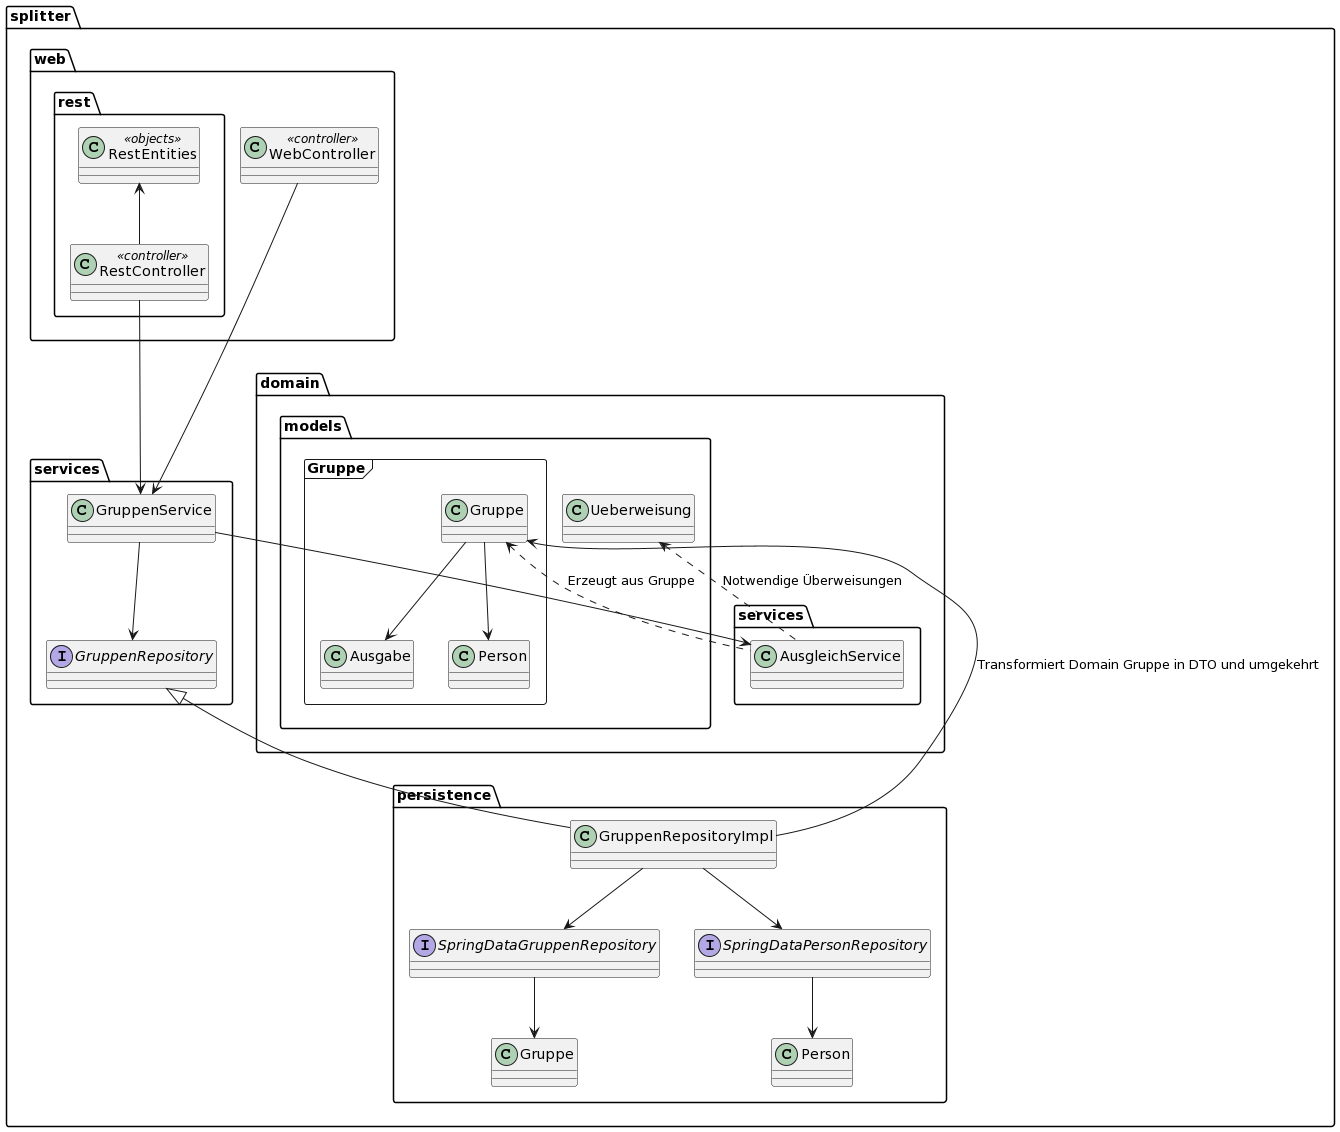 splitter
web
rest
C «objects» RestEntities
C «controller» WebController
C «controller» RestController
domain
models
services
Gruppe
C GruppenService
C Gruppe
C Ueberweisung
Erzeugt aus Gruppe
Notwendige Überweisungen
services
I GruppenRepository
C Ausgabe
C Person
C AusgleichService
Transformiert Domain Gruppe in DTO und umgekehrt
persistence
C GruppenRepositoryImpl
I SpringDataGruppenRepository
I SpringDataPersonRepository
C Gruppe
C Person